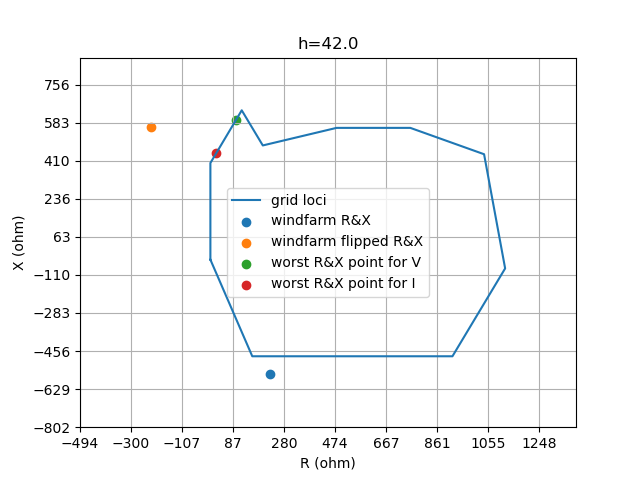 h=42.0
756
583
410
236
63
−110
−283
−456
−629
−802
X (ohm)
grid loci
windfarm R&X
windfarm flipped R&X
worst R&X point for V
worst R&X point for I
−494 −300 −107 87 280 474 667 861 1055 1248
R (ohm)